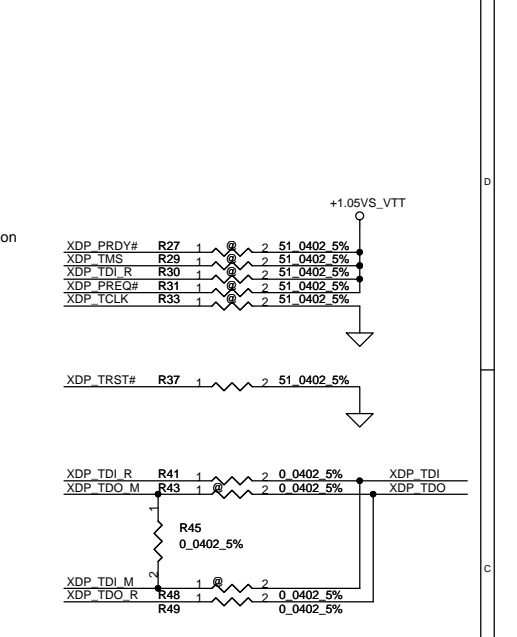 D
+1.05VS_VTT
on
XDP_PRDY# R27 1 @ 2 51_0402_5%
XDP_TMS R29 1 @ 2 51_0402_5%
XDP_TDI_R R30 1 @ 2 51_0402_5%
XDP_PREQ# R31 1 @ 2 51_0402_5%
XDP_TCLK R33 1 @ 2 51_0402_5%
XDP_TRST# R37 1 2 51_0402_5%
XDP_TDI_R R41 1 2 0_0402_5% XDP_TDI
XDP_TDO_M R43 1 @ 2 0_0402_5% XDP_TDO
1
R45
0_0402_5%
C
2
XDP_TDI_M 1 @ 2
XDP_TDO_R R48 1 2 0_0402_5%
R49 0_0402_5%